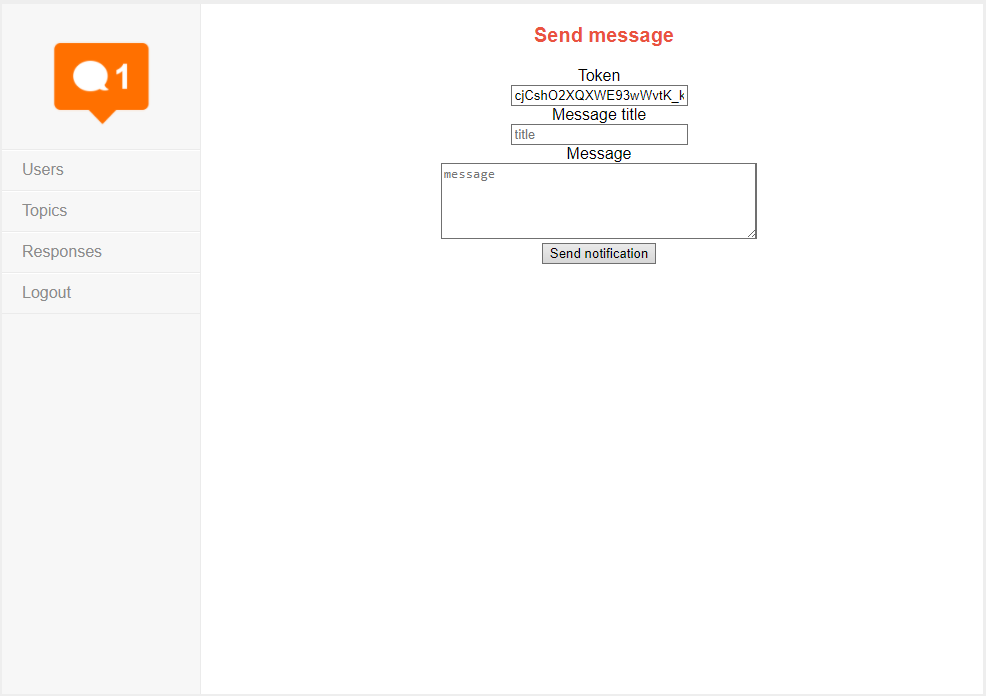 1
Users
Topics
Responses
Logout
Send message
Token
cjCshO2XQXWE93wWvtK_k
Message title
title
Message
message
Send notification